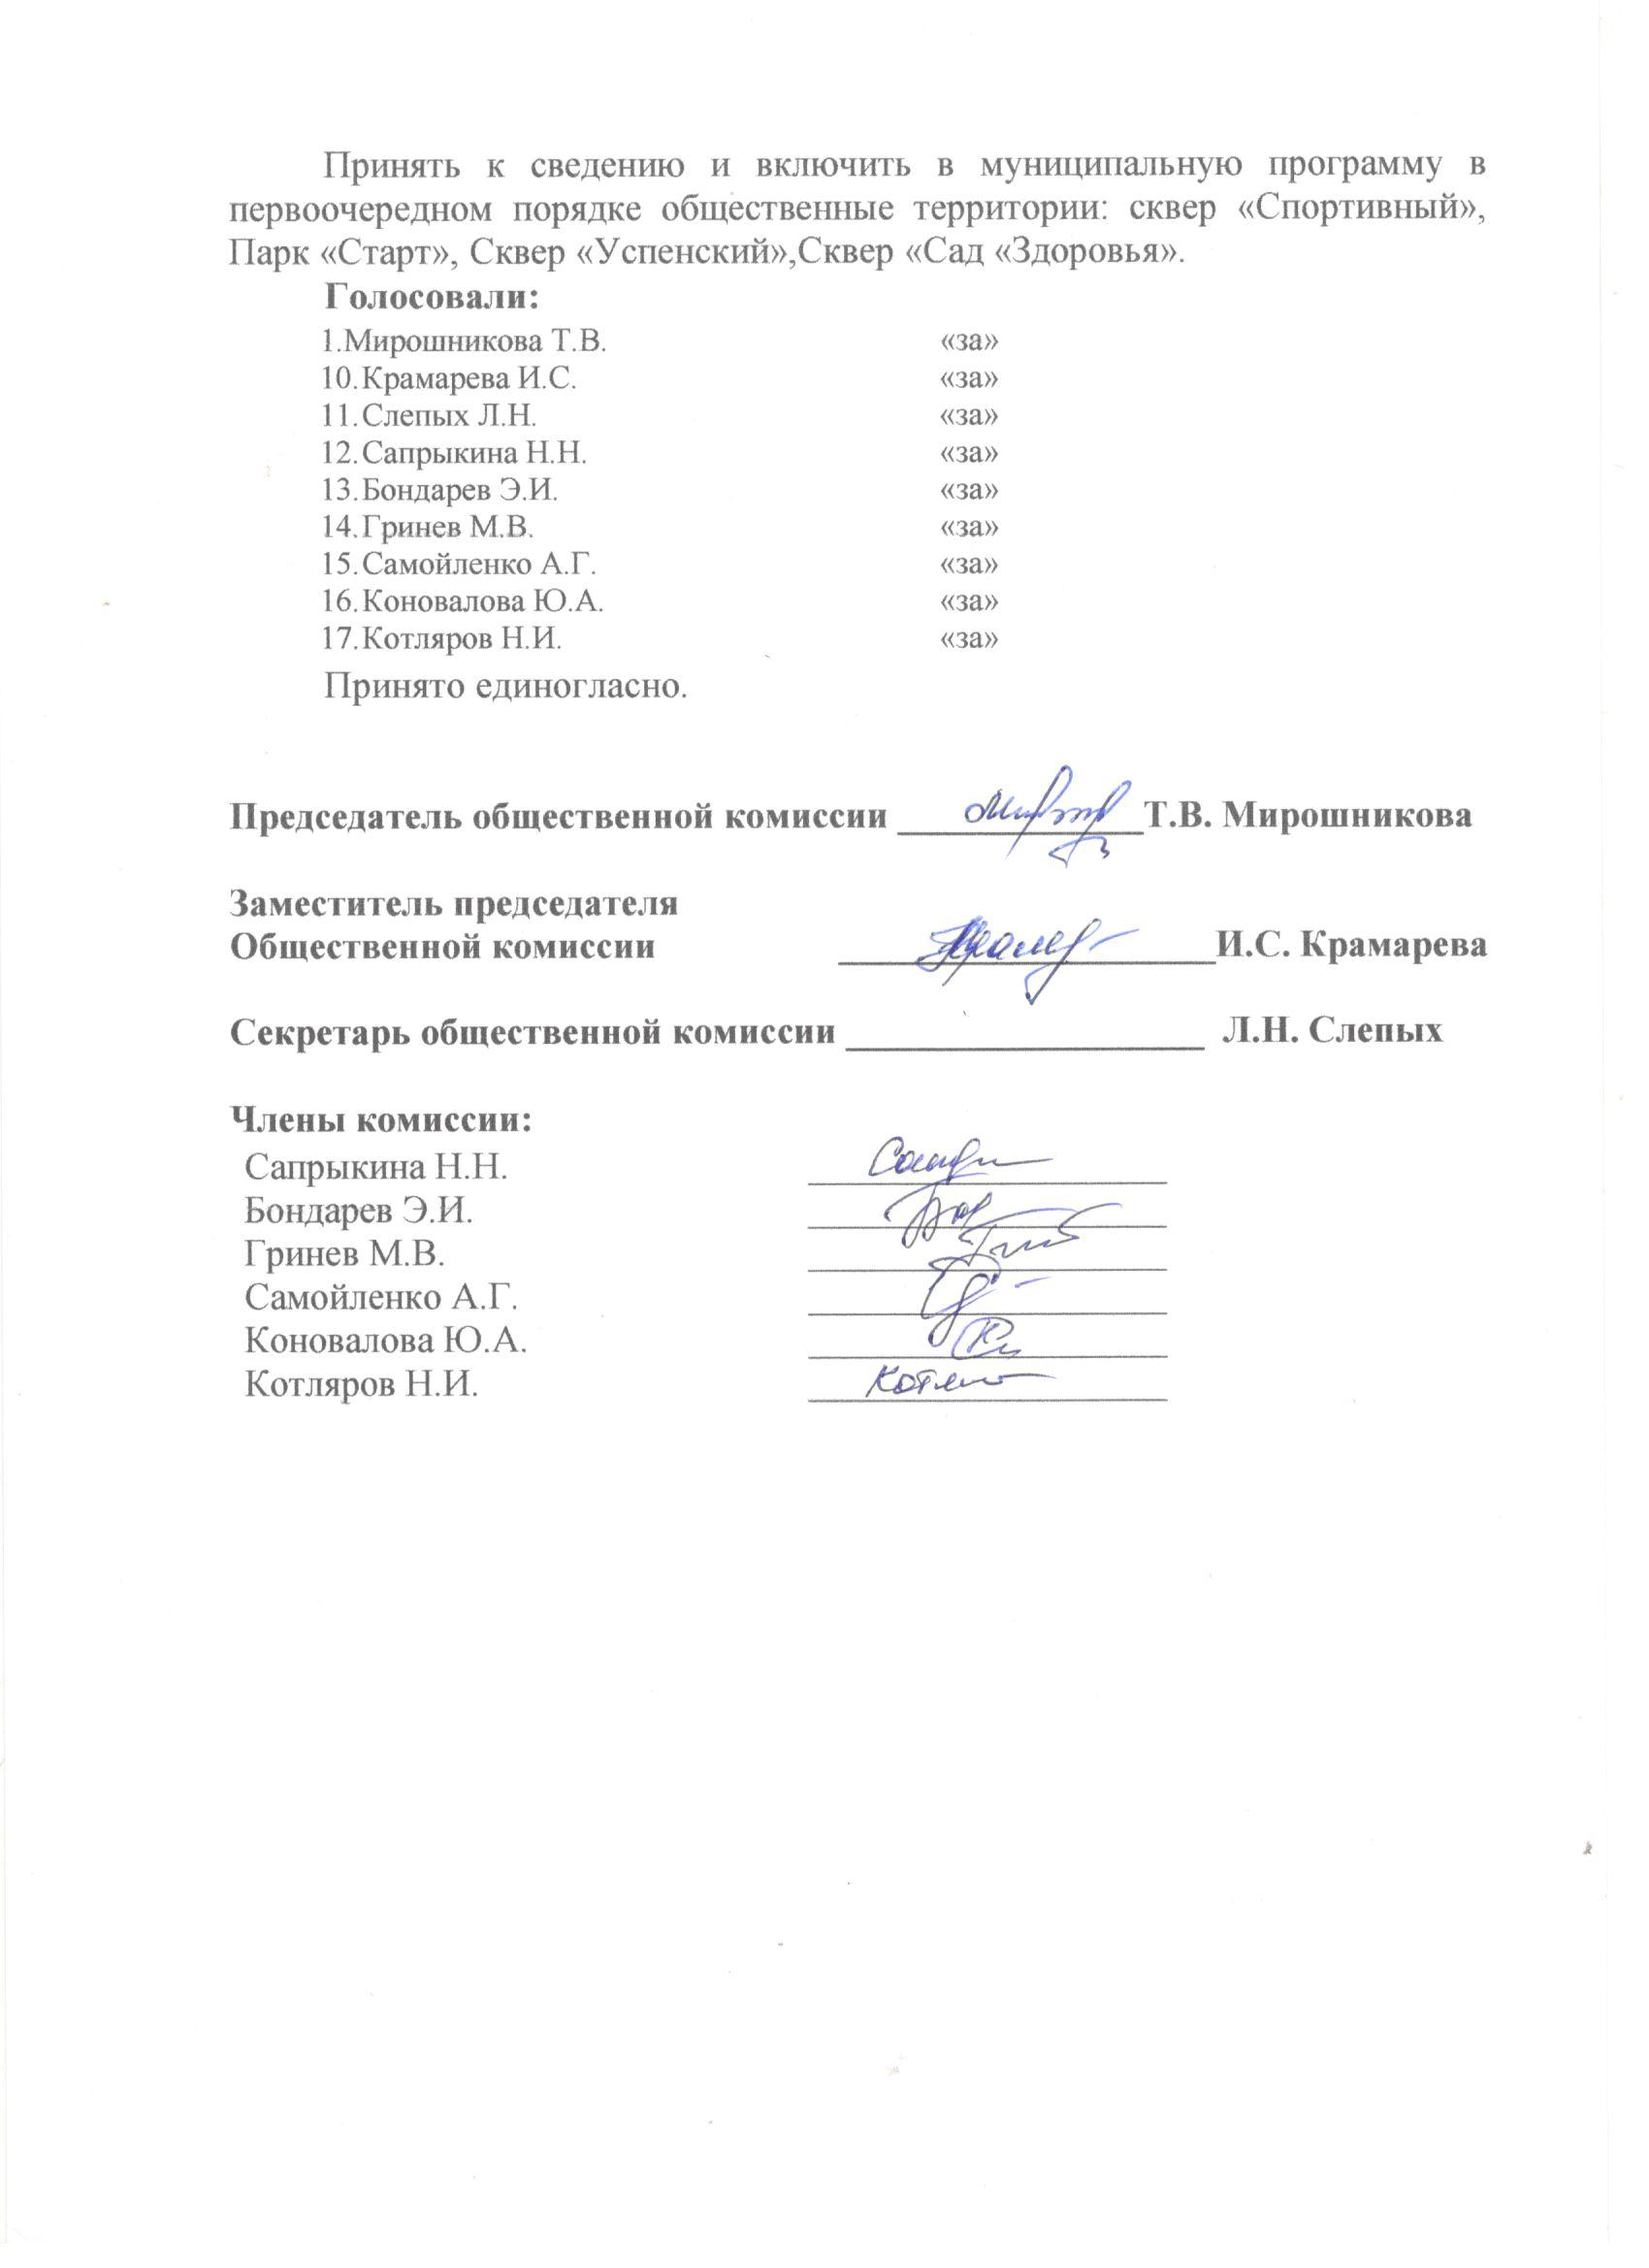 Принять к сведению и включить в муниципальную программу в
первоочередном порядке общественные территории: сквер «Спортивный»,
Парк «Старт», Сквер «Успенский»,Сквер «Сад «Здоровья».
Голосовали:
1.Мирошникова Т.В. «за»
10.Крамарева И.С. «за»
11.Слепых Л.Н. «за»
12.Сапрыкина Н.Н. «за»
13.Бондарев Э.И. «за»
14.Гринев М.В. «за»
15.Самойленко А.Г. «за»
16.Коновалова Ю.А. «за»
17.Котляров Н.И. «за»
Принято единогласно.
Председатель общественной комиссии Т.В. Мирошникова
Заместитель председателя
Общественной комиссии И.С. Крамарева
Секретарь общественной комиссии Л.Н. Слепых
Члены комиссии:
Сапрыкина Н.Н.
Бондарев Э.И.
Гринев М.В.
Самойленко А.Г.
Коновалова Ю.А.
Котляров Н.И.